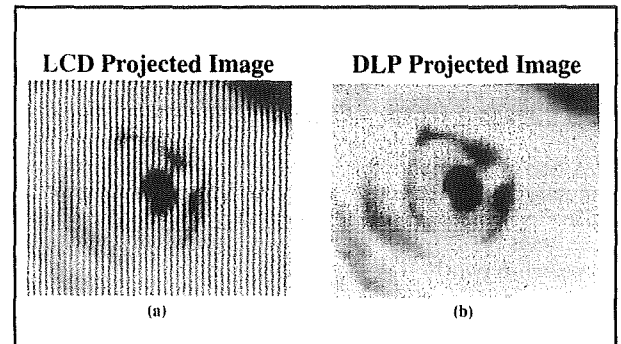 LCD Projected Image
DLP Projected Image
(a)
(b)